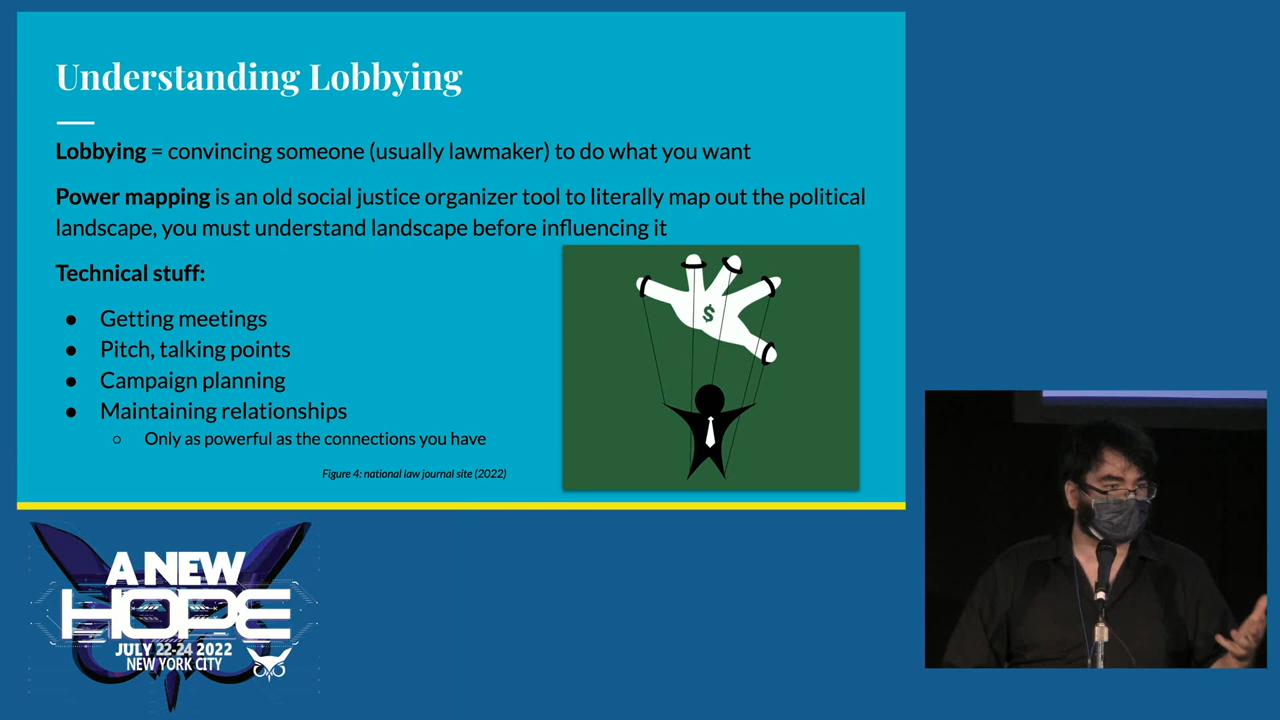 Understanding Lobbying
Lobbying = convincing someone (usually lawmaker) to do what you want
Power mapping is an old social justice organizer tool to literally map out the political
landscape, you must understand landscape before influencing it
Technical stuff:
● Getting meetings
● Pitch, talking points
● Campaign planning
● Maintaining relationships
○ Only as powerful as the connections you have
$
Figure 4: national law journal site (2022)
A NEW
HOPE
JULY 22-24 2022
NEW YORK CITY